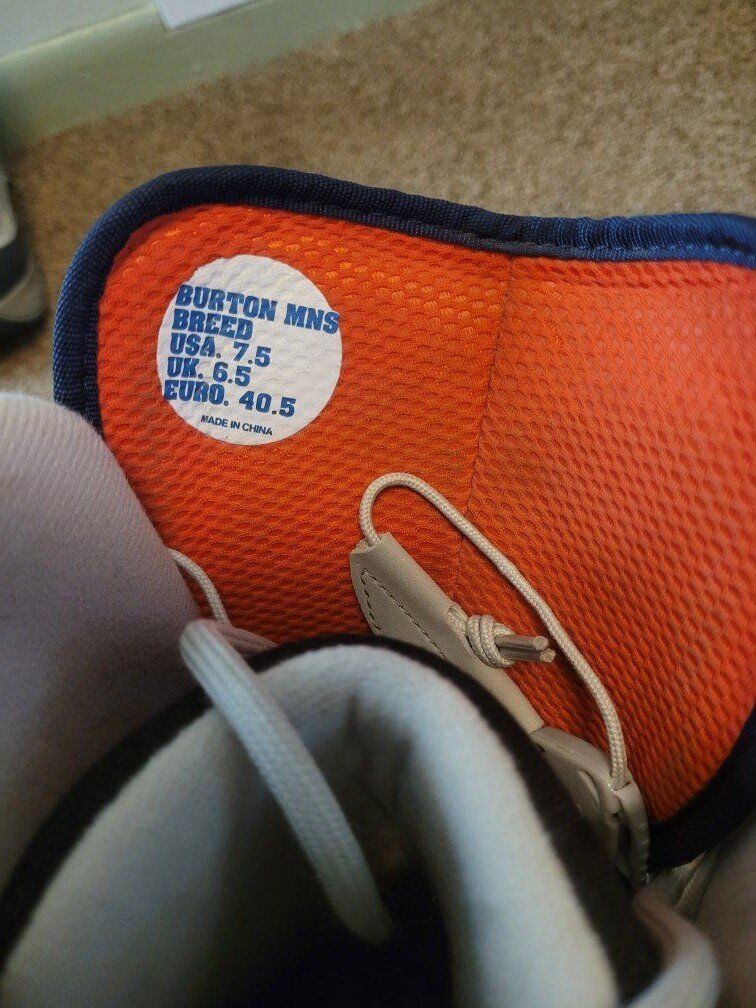 BURTON MNS
BREED
USA. 7.5
UK. 6.5
EURO. 40.5
MADE IN CHINA